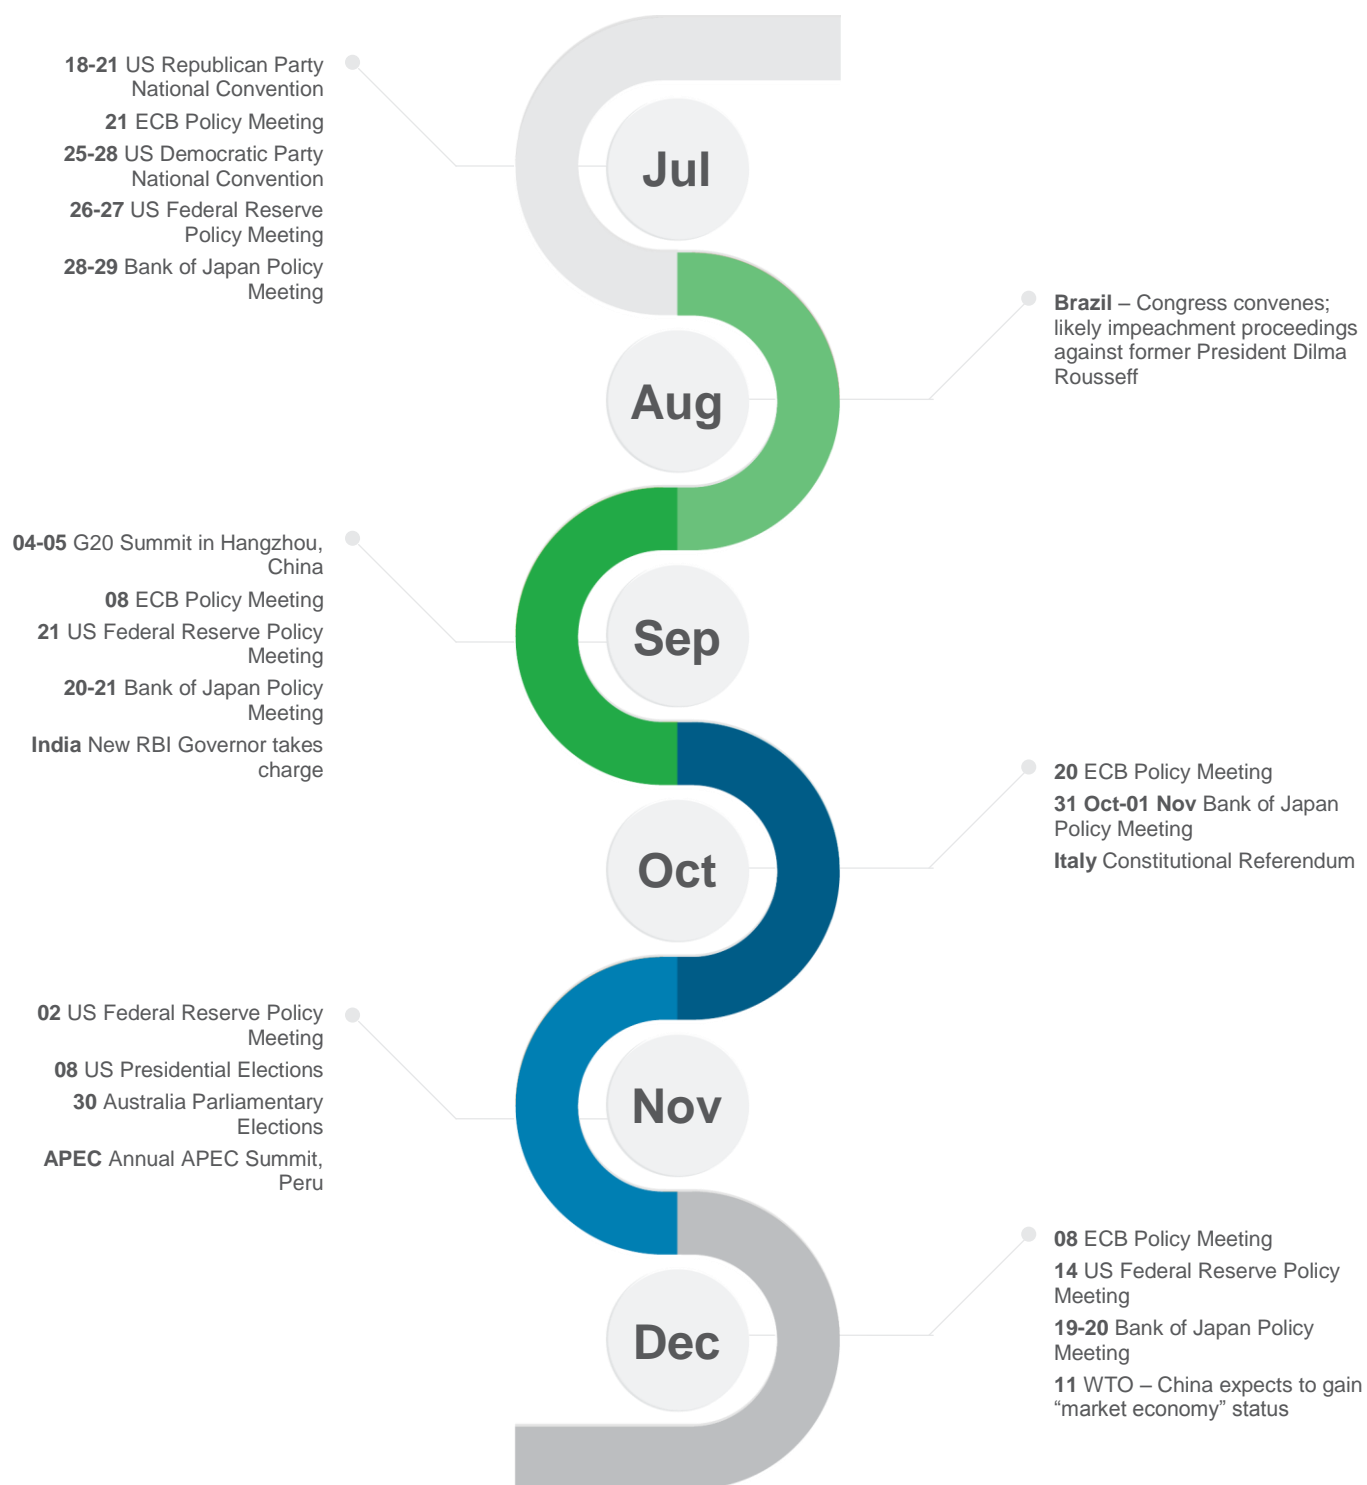 18-21 US Republican Party
National Convention
21 ECB Policy Meeting
25-28 US Democratic Party
National Convention
26-27 US Federal Reserve
Policy Meeting
28-29 Bank of Japan Policy
Meeting
Jul
Brazil – Congress convenes;
likely impeachment proceedings
against former President Dilma
Rousseff
Aug
04-05 G20 Summit in Hangzhou,
China
08 ECB Policy Meeting
21 US Federal Reserve Policy
Meeting
20-21 Bank of Japan Policy
Meeting
India New RBI Governor takes
charge
Sep
20 ECB Policy Meeting
31 Oct-01 Nov Bank of Japan
Policy Meeting
Italy Constitutional Referendum
Oct
02 US Federal Reserve Policy
Meeting
08 US Presidential Elections
30 Australia Parliamentary
Elections
APEC Annual APEC Summit,
Peru
Nov
08 ECB Policy Meeting
14 US Federal Reserve Policy
Meeting
19-20 Bank of Japan Policy
Meeting
11 WTO – China expects to gain
“market economy” status
Dec